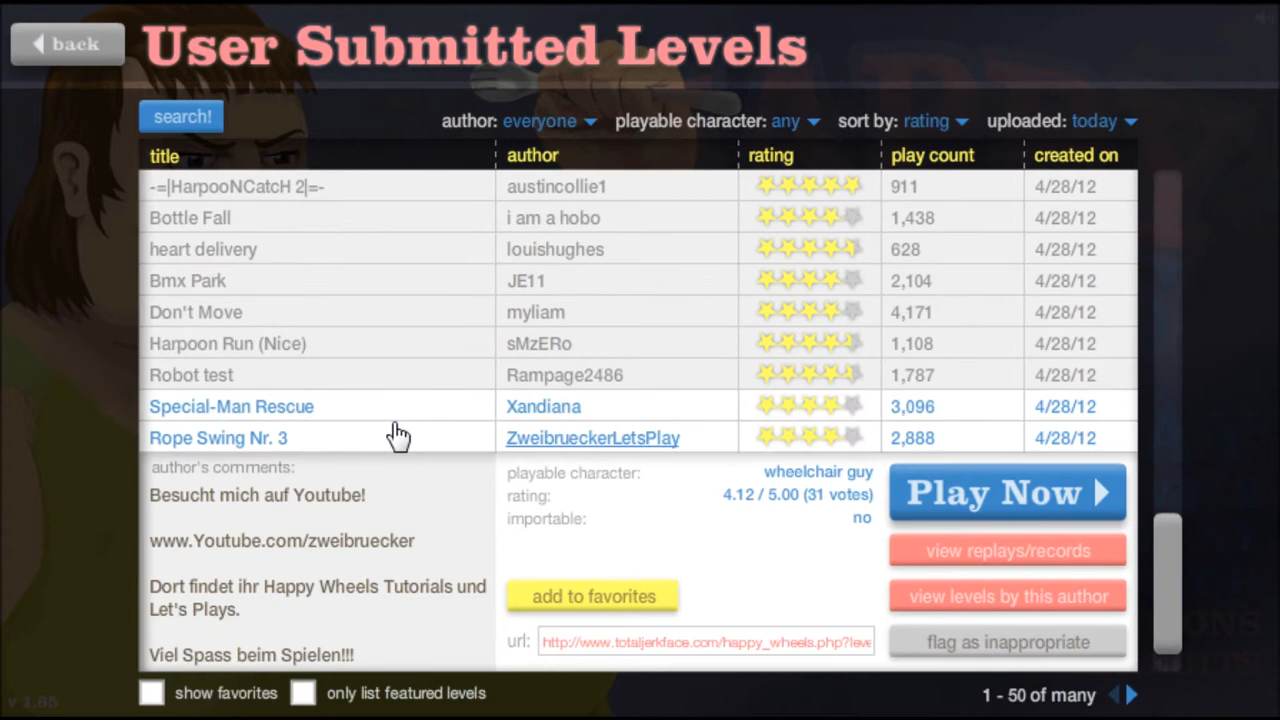 back
User Submitted Levels
search!
author: everyone playable character: any sort by: rating uploaded: today
title author rating play count created on
-=|HarpooNCatcH 2|=- austincollie1 911 4/28/12
Bottle Fall i am a hobo 1,438 4/28/12
heart delivery louishughes 628 4/28/12
Bmx Park JE11 2,104 4/28/12
Don't Move myliam 4,171 4/28/12
Harpoon Run (Nice) sMzERo 1,108 4/28/12
Robot test Rampage2486 1,787 4/28/12
Special-Man Rescue Xandiana 3,096 4/28/12
Rope Swing Nr. 3 ZweibrueckerLetsPlay 2,888 4/28/12
author's comments:
Besucht mich auf Youtube!
www.Youtube.com/zweibruecker
Dort findet ihr Happy Wheels Tutorials und
Let's Plays.
Viel Spass beim Spielen!!!
playable character: wheelchair guy
rating: 4.12 / 5.00 (31 votes)
importable: no
add to favorites
url: http://www.totaljerkface.com/happy_wheels.php?leve
Play Now
view replays/records
view levels by this author
flag as inappropriate
show favorites only list featured levels
1 - 50 of many
v 1.65